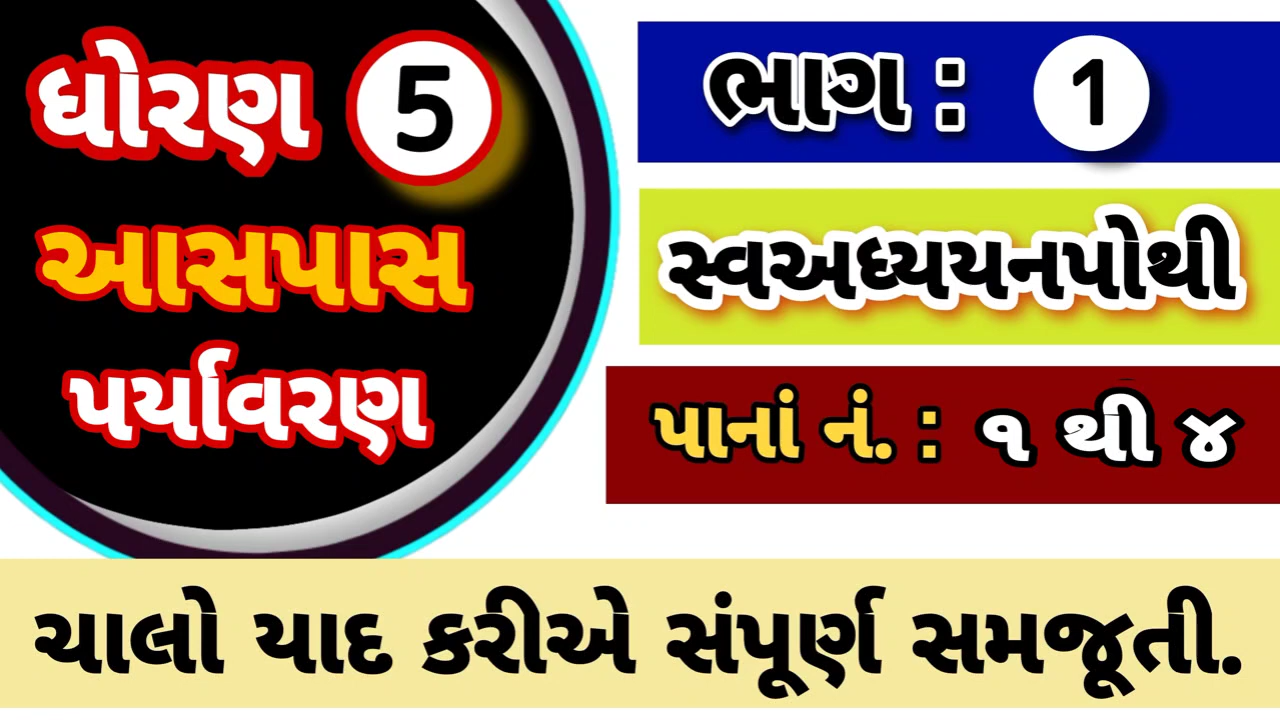 ધોરણ 5
આસપાસ
પર્યાવરણ
ભાગ : 1
સ્વઅધ્યયનપોથી
પાનાં નં. : ૧ થી ૪
ચાલો યાદ કરીએ સંપૂર્ણ સમજૂતી.